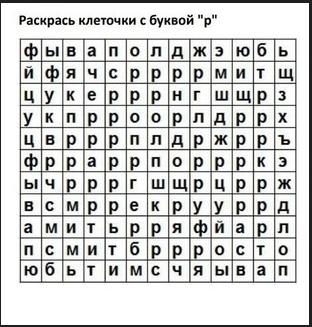 Раскрась клеточки с буквой "р"
ф ы в а п о л д ж э ю б ь
й ф я ч с р р р р м и т щ
ц у к е р р р н г ш щ р з
у к п р р о о р л д р р х
ц в р р р п л д р ж р р ъ
ф р р а р р п о р р р к э
ы ч р р р г ш щ р ц р р ж
в с м р р е к р у у р р д
а м и т ь р р я ф й а р л
п с м и т б р р р о с т о
ю б ь т и м с ч я ы в а п